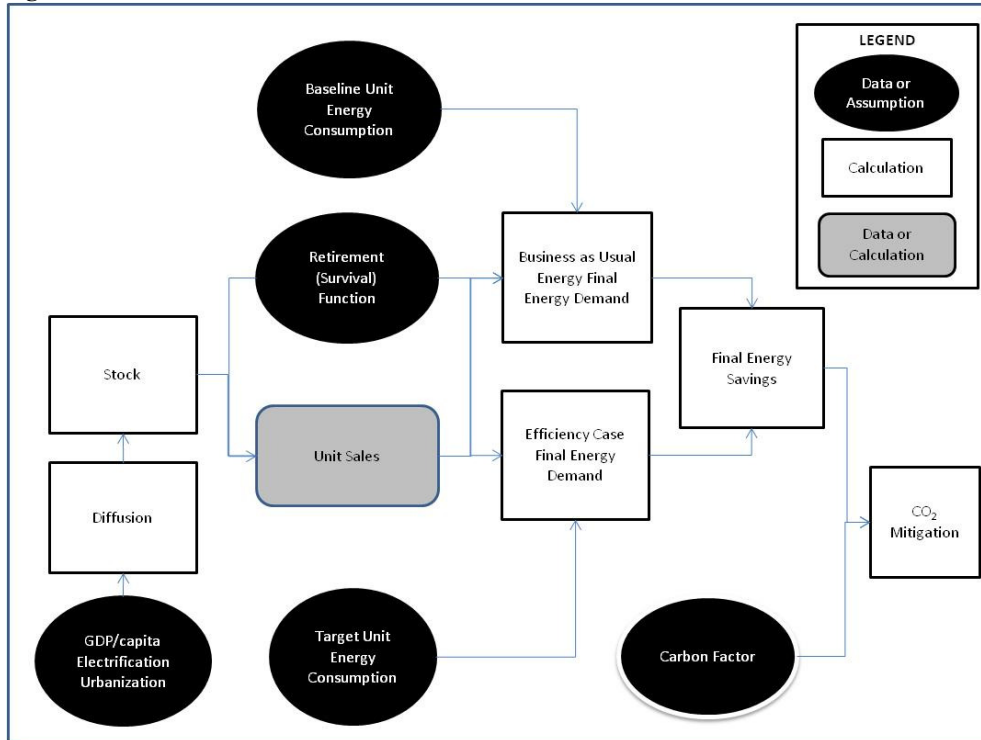 LEGEND
Data or
Assumption
Calculation
Data or
Calculation
Baseline Unit
Energy
Consumption
Retirement
(Survival)
Function
Business as Usual
Energy Final
Energy Demand
Stock
Final Energy
Savings
Unit Sales
Efficiency Case
Final Energy
Demand
Diffusion
CO₂
Mitigation
GDP/capita
Electrification
Urbanization
Target Unit
Energy
Consumption
Carbon Factor